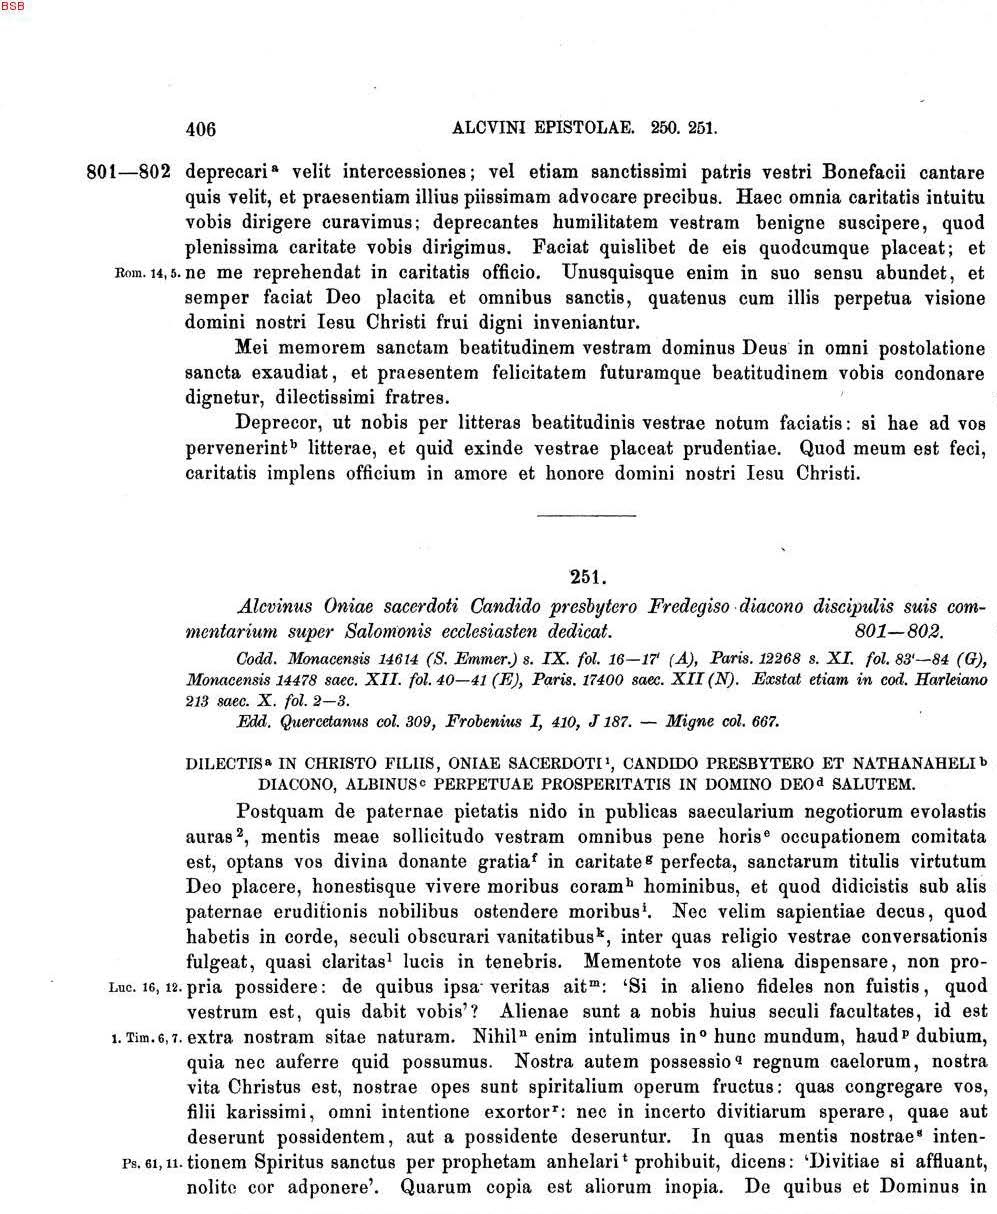 BSB
406 ALCVINI EPISTOLAE. 250. 251.
801—802 deprecari a velit intercessiones; vel etiam sanctissimi patris vestri Bonefacii cantare
quis velit, et praesentiam illius piissimam advocare precibus. Haec omnia caritatis intuitu
vobis dirigere curavimus; deprecantes humilitatem vestram benigne suscipere, quod
plenissima caritate vobis dirigimus. Faciat quislibet de eis quodcumque placeat; et
Rom. 14, 5. ne me reprehendat in caritatis officio. Unusquisque enim in suo sensu abundet, et
semper faciat Deo placita et omnibus sanctis, quatenus cum illis perpetua visione
domini nostri Iesu Christi frui digni inveniantur.
Mei memorem sanctam beatitudinem vestram dominus Deus in omni postolatione
sancta exaudiat, et praesentem felicitatem futuramque beatitudinem vobis condonare
dignetur, dilectissimi fratres.
Deprecor, ut nobis per litteras beatitudinis vestrae notum faciatis: si hae ad vos
pervenerint b litterae, et quid exinde vestrae placeat prudentiae. Quod meum est feci,
caritatis implens officium in amore et honore domini nostri Iesu Christi.
251.
Alcvinus Oniae sacerdoti Candido presbytero Fredegiso diacono discipulis suis com-
mentarium super Salomonis ecclesiasten dedicat. 801—802.
Codd. Monacensis 14614 (S. Emmer.) s. IX. fol. 16—17' (A), Paris. 12268 s. XI. fol. 83'—84 (G),
Monacensis 14478 saec. XII. fol. 40—41 (E), Paris. 17400 saec. XII (N). Exstat etiam in cod. Harleiano
213 saec. X. fol. 2—3.
Edd. Quercetanus col. 309, Frobenius I, 410, J 187. — Migne col. 667.
DILECTIS a IN CHRISTO FILIIS, ONIAE SACERDOTI 1, CANDIDO PRESBYTERO ET NATHANAHELI b
DIACONO, ALBINUS c PERPETUAE PROSPERITATIS IN DOMINO DEO d SALUTEM.
Postquam de paternae pietatis nido in publicas saecularium negotiorum evolastis
auras 2, mentis meae sollicitudo vestram omnibus pene horis e occupationem comitata
est, optans vos divina donante gratia f in caritate g perfecta, sanctarum titulis virtutum
Deo placere, honestisque vivere moribus coram h hominibus, et quod didicistis sub alis
paternae eruditionis nobilibus ostendere moribus i. Nec velim sapientiae decus, quod
habetis in corde, seculi obscurari vanitatibus k, inter quas religio vestrae conversationis
fulgeat, quasi claritas l lucis in tenebris. Mementote vos aliena dispensare, non pro-
Luc. 16, 12. pria possidere: de quibus ipsa veritas ait m: 'Si in alieno fideles non fuistis, quod
vestrum est, quis dabit vobis'? Alienae sunt a nobis huius seculi facultates, id est
1. Tim. 6, 7. extra nostram sitae naturam. Nihil n enim intulimus in o hunc mundum, haud p dubium,
quia nec auferre quid possumus. Nostra autem possessio q regnum caelorum, nostra
vita Christus est, nostrae opes sunt spiritalium operum fructus: quas congregare vos,
filii karissimi, omni intentione exortor r: nec in incerto divitiarum sperare, quae aut
deserunt possidentem, aut a possidente deseruntur. In quas mentis nostrae s inten-
Ps. 61, 11. tionem Spiritus sanctus per prophetam anhelari t prohibuit, dicens: 'Divitiae si affluant,
nolite cor adponere'. Quarum copia est aliorum inopia. De quibus et Dominus in